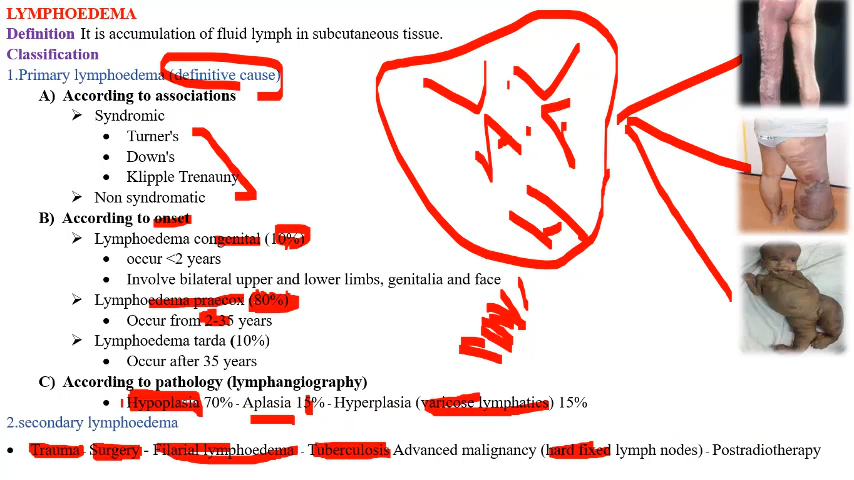 LYMPHOEDEMA
Definition It is accumulation of fluid lymph in subcutaneous tissue.
Classification
1.Primary lymphoedema (definitive cause)
A) According to associations
➢ Syndromic
• Turner's
• Down's
• Klipple Trenauny
➢ Non syndromatic
B) According to onset
➢ Lymphoedema congenital (10%)
• occur <2 years
• Involve bilateral upper and lower limbs, genitalia and face
➢ Lymphoedema praecox (80%)
• Occur from 2-35 years
➢ Lymphoedema tarda (10%)
• Occur after 35 years
C) According to pathology (lymphangiography)
• Hypoplasia 70% - Aplasia 15% - Hyperplasia (varicose lymphatics) 15%
2.secondary lymphoedema
• Trauma - Surgery - Filarial lymphoedema - Tuberculosis Advanced malignancy (hard fixed lymph nodes) - Postradiotherapy